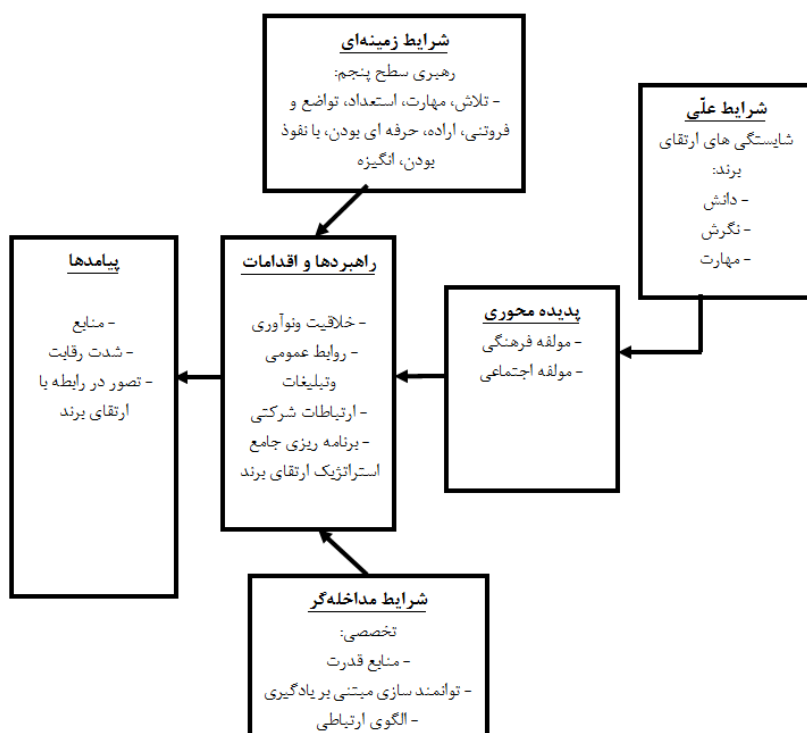 شرایط زمینه‌ای
رهبری سطح پنجم:
- تلاش، مهارت، استعداد، تواضع و
فروتنی، اراده، حرفه ای بودن، با نفوذ
بودن، انگیزه
شرایط علّی
شایستگی های ارتقای
برند:
- دانش
- نگرش
- مهارت
پدیده محوری
- مولفه فرهنگی
- مولفه اجتماعی
راهبردها و اقدامات
- خلاقیت ونوآوری
- روابط عمومی
وتبلیغات
- ارتباطات شرکتی
- برنامه ریزی جامع
استراتژیک ارتقای برند
پیامدها
- منابع
- شدت رقابت
- تصور در رابطه با
ارتقای برند
شرایط مداخله‌گر
تخصصی:
- منابع قدرت
- توانمند سازی مبتنی بر یادگیری
- الگوی ارتباطی